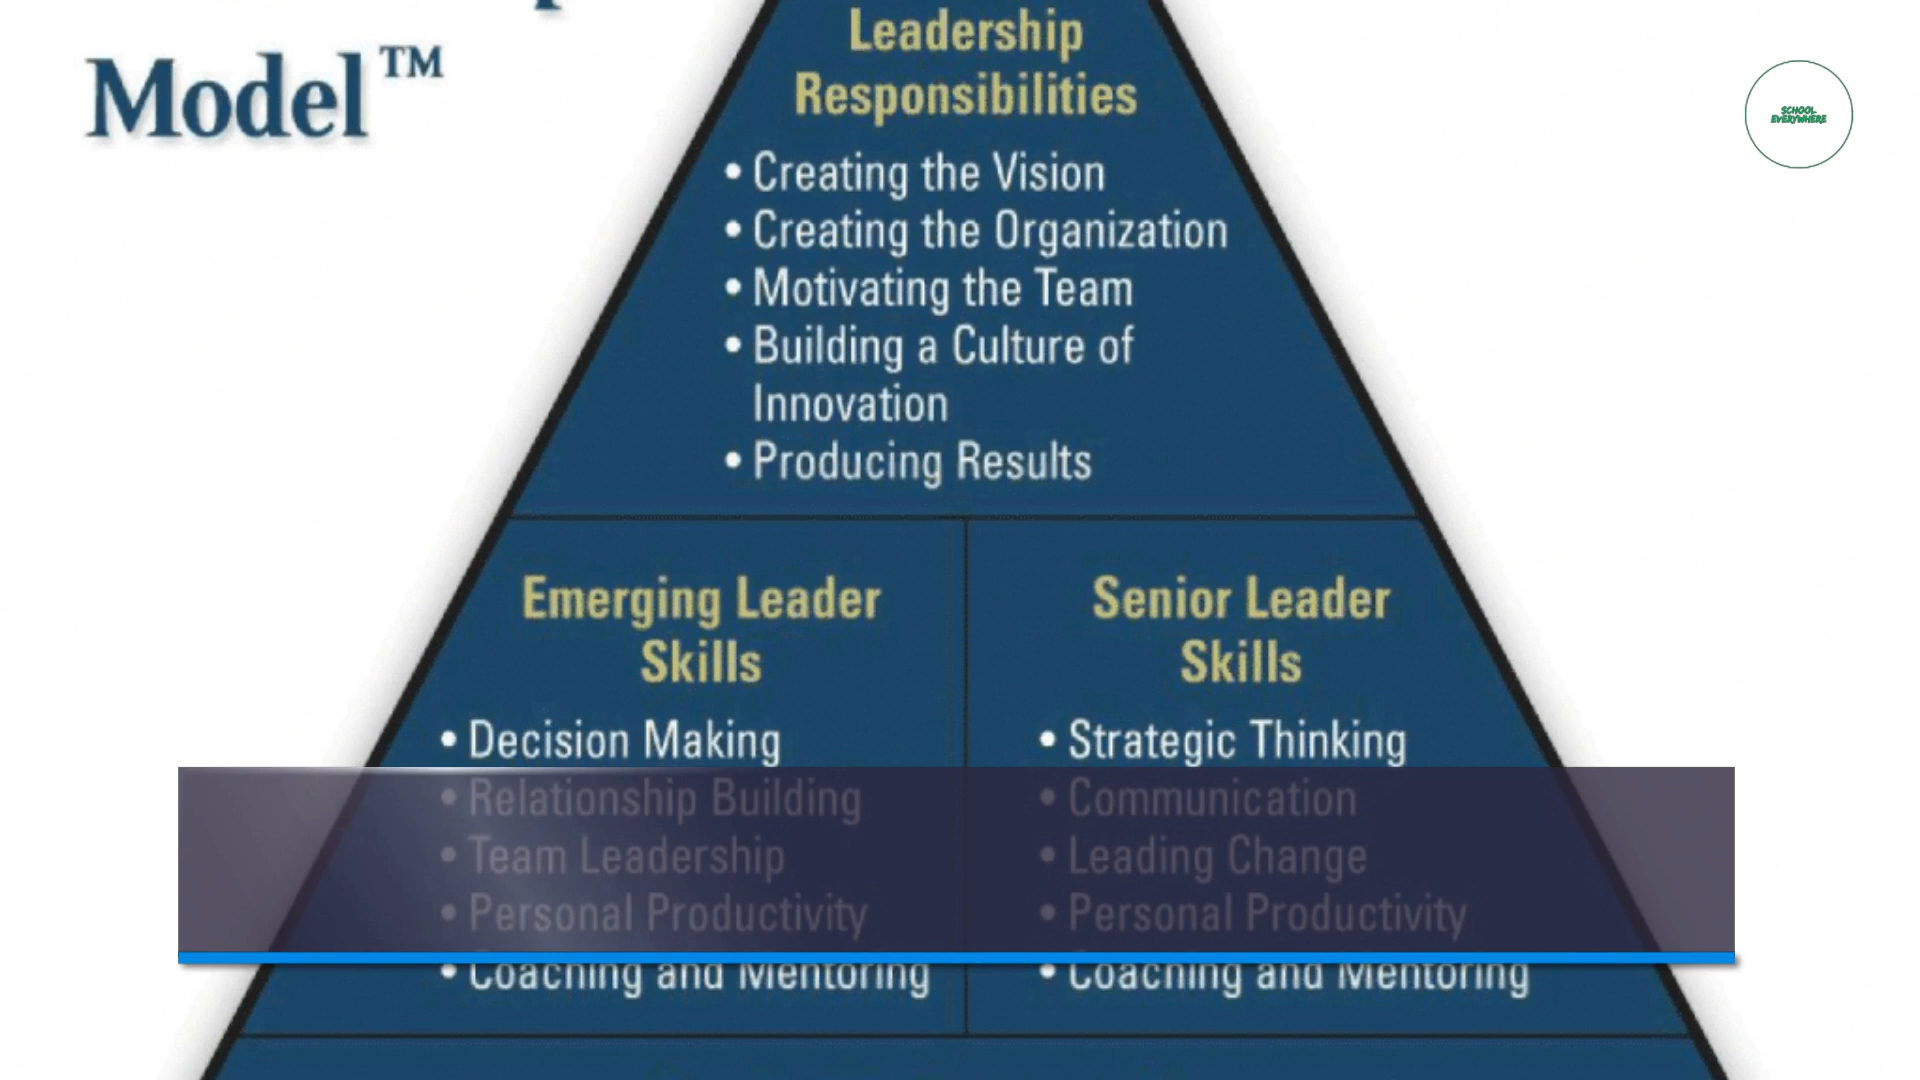 Model™
SCHOOL
EVERYWHERE
Leadership
Responsibilities
• Creating the Vision
• Creating the Organization
• Motivating the Team
• Building a Culture of
Innovation
• Producing Results
Emerging Leader
Skills
• Decision Making
• Relationship Building
• Team Leadership
• Personal Productivity
• Coaching and Mentoring
Senior Leader
Skills
• Strategic Thinking
• Communication
• Leading Change
• Personal Productivity
• Coaching and Mentoring